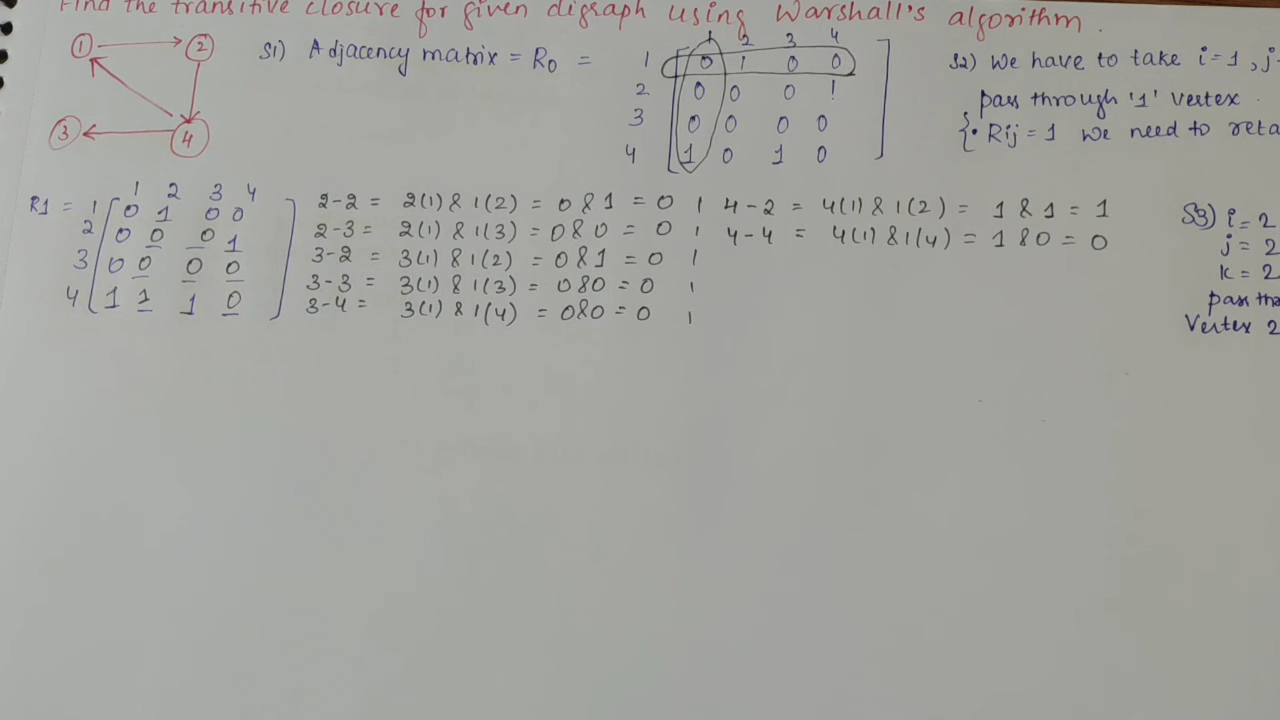 Find the transitive closure for given digraph using Warshall's algorithm.
1 2
3 4
S1) Adjacency matrix = R0 =
1 2 3 4
1 0 1 0 0
2 0 0 0 1
3 0 0 0 0
4 1 0 1 0
S2) We have to take i=1, j
pass through '1' vertex.
{• Rij = 1 we need to reta
R1 =
1 2 3 4
1 0 1 0 0
2 0 0 0 1
3 0 0 0 0
4 1 1 1 0
2-2 = 2(1) & 1(2) = 0 & 1 = 0 |
2-3 = 2(1) & 1(3) = 0 & 0 = 0 |
3-2 = 3(1) & 1(2) = 0 & 1 = 0 |
3-3 = 3(1) & 1(3) = 0 & 0 = 0 |
3-4 = 3(1) & 1(4) = 0 & 0 = 0 |
4-2 = 4(1) & 1(2) = 1 & 1 = 1
4-4 = 4(1) & 1(4) = 1 & 0 = 0
S3) i = 2
j = 2
k = 2
pass th
Vertex 2